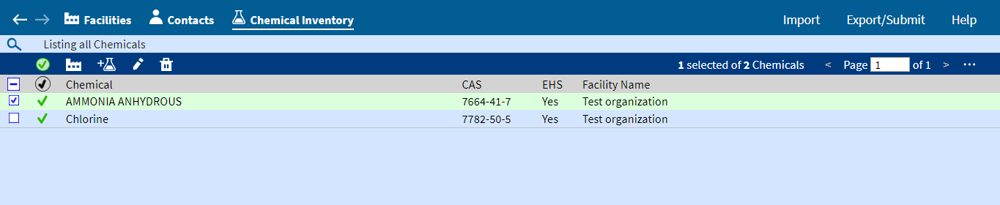 Facilities Contacts Chemical Inventory Import Export/Submit Help
Listing all Chemicals
1 selected of 2 Chemicals < Page 1 of 1 > ...
Chemical CAS EHS Facility Name
AMMONIA ANHYDROUS 7664-41-7 Yes Test organization
Chlorine 7782-50-5 Yes Test organization